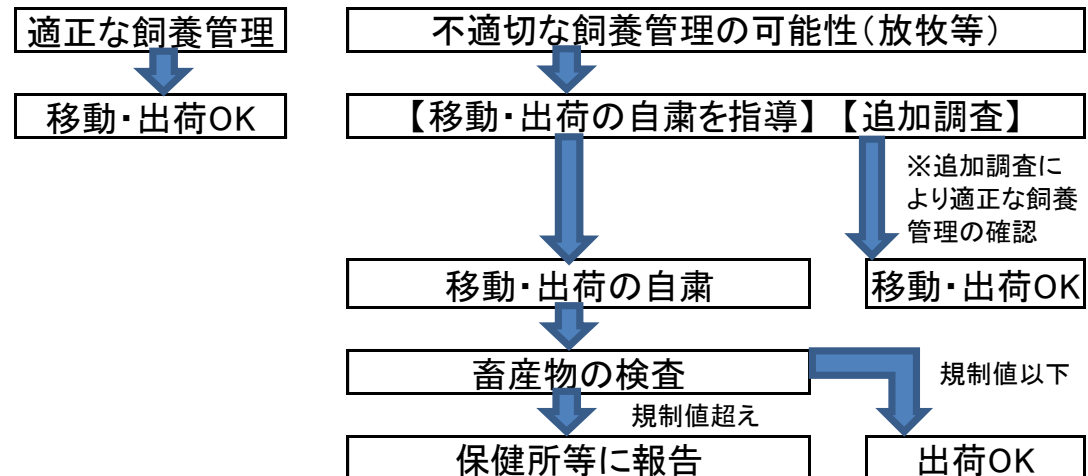 適正な飼養管理
不適切な飼養管理の可能性(放牧等)
移動・出荷OK
【移動・出荷の自粛を指導】【追加調査】
※追加調査に
より適正な飼養
管理の確認
移動・出荷の自粛
移動・出荷OK
畜産物の検査
規制値以下
規制値超え
保健所等に報告
出荷OK